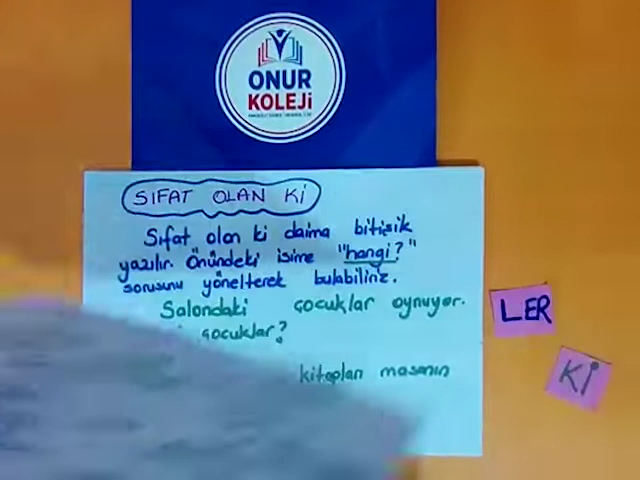 ONUR
KOLEJİ
SIFAT OLAN Kİ
Sıfat olan ki daima bitişik
yazılır. Önündeki isime "hangi?"
sorusunu yönelterek bulabiliriz.
Salondaki çocuklar oynuyor.
çocuklar?
kitapları masanın
LER
Kİ